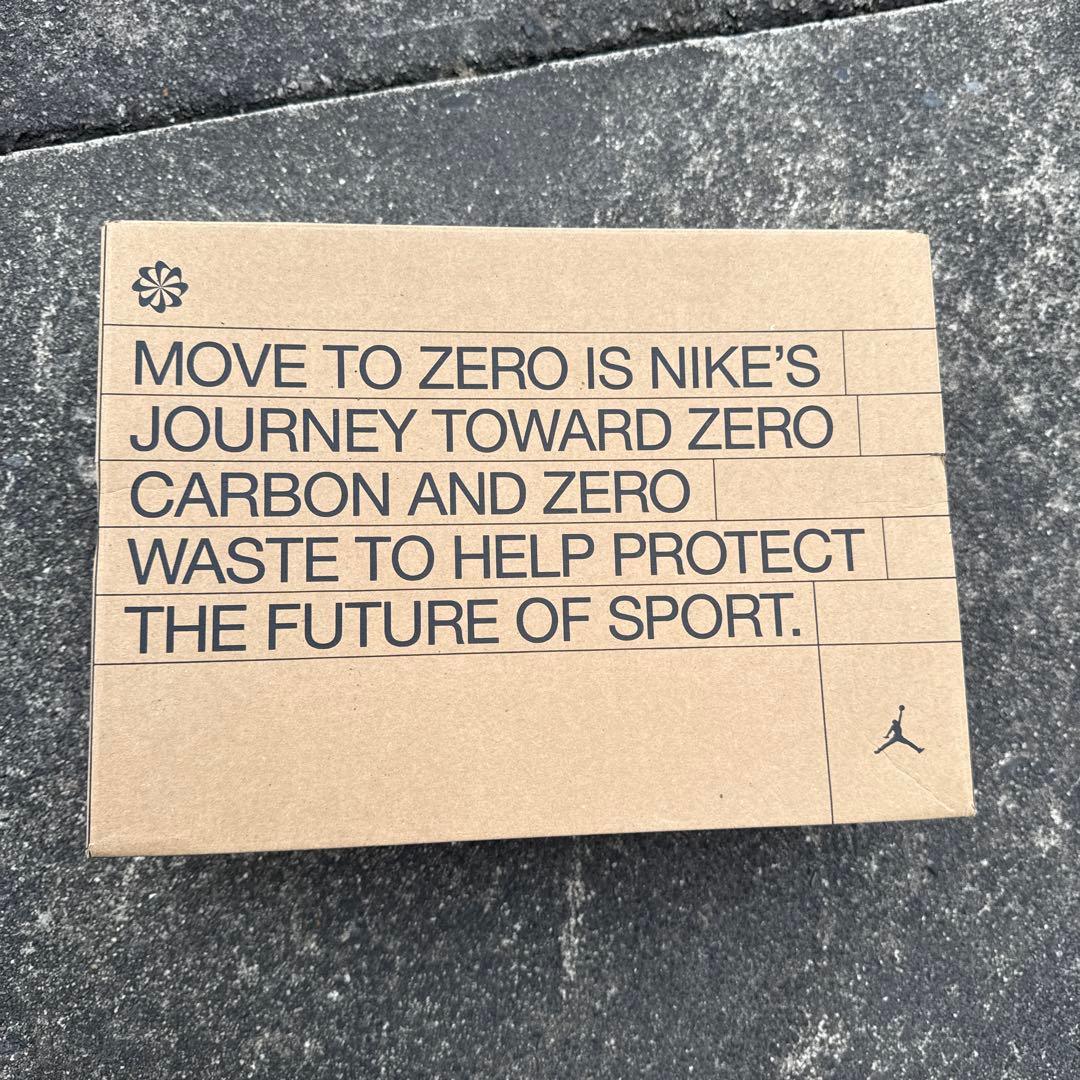 MOVE TO ZERO IS NIKE'S
JOURNEY TOWARD ZERO
CARBON AND ZERO
WASTE TO HELP PROTECT
THE FUTURE OF SPORT.